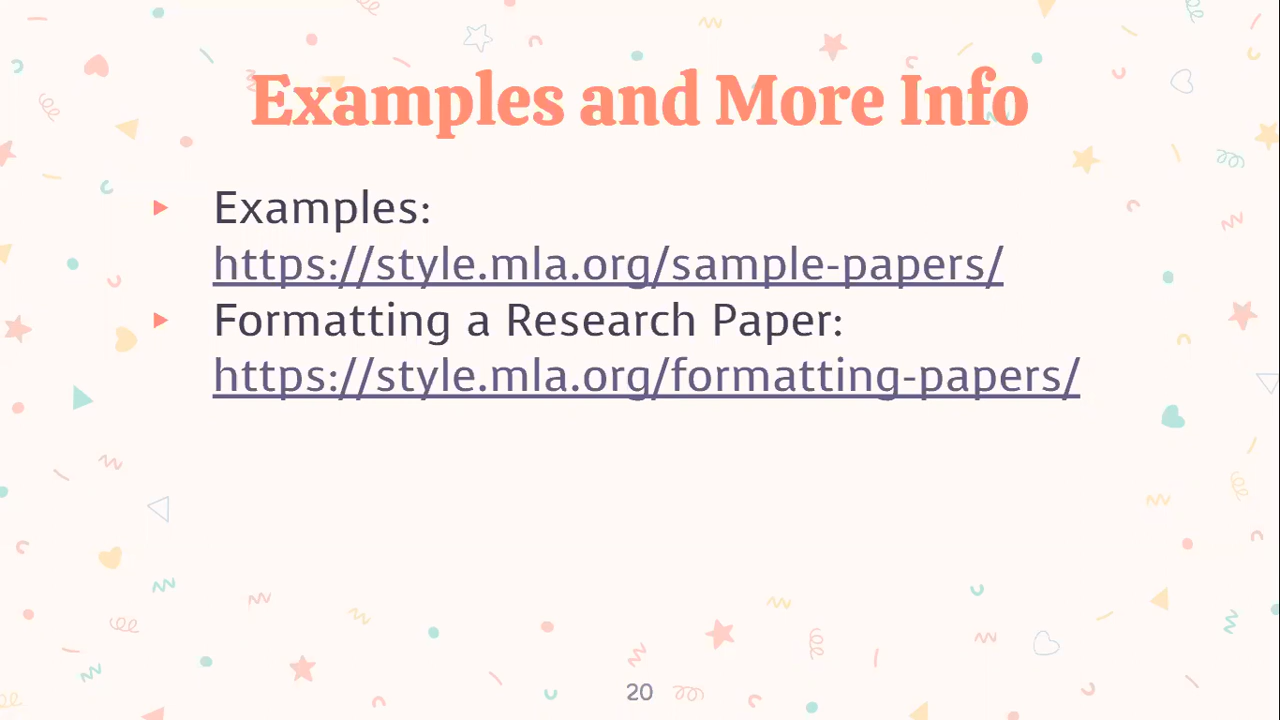 Examples and More Info
Examples:
https://style.mla.org/sample-papers/
Formatting a Research Paper:
https://style.mla.org/formatting-papers/
20